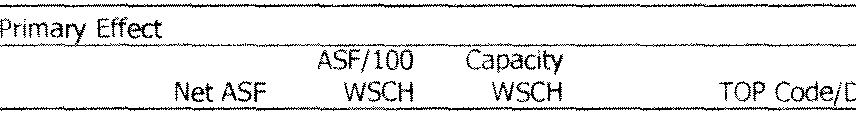 Primary Effect
ASF/100 Capacity
Net ASF WSCH WSCH TOP Code/D